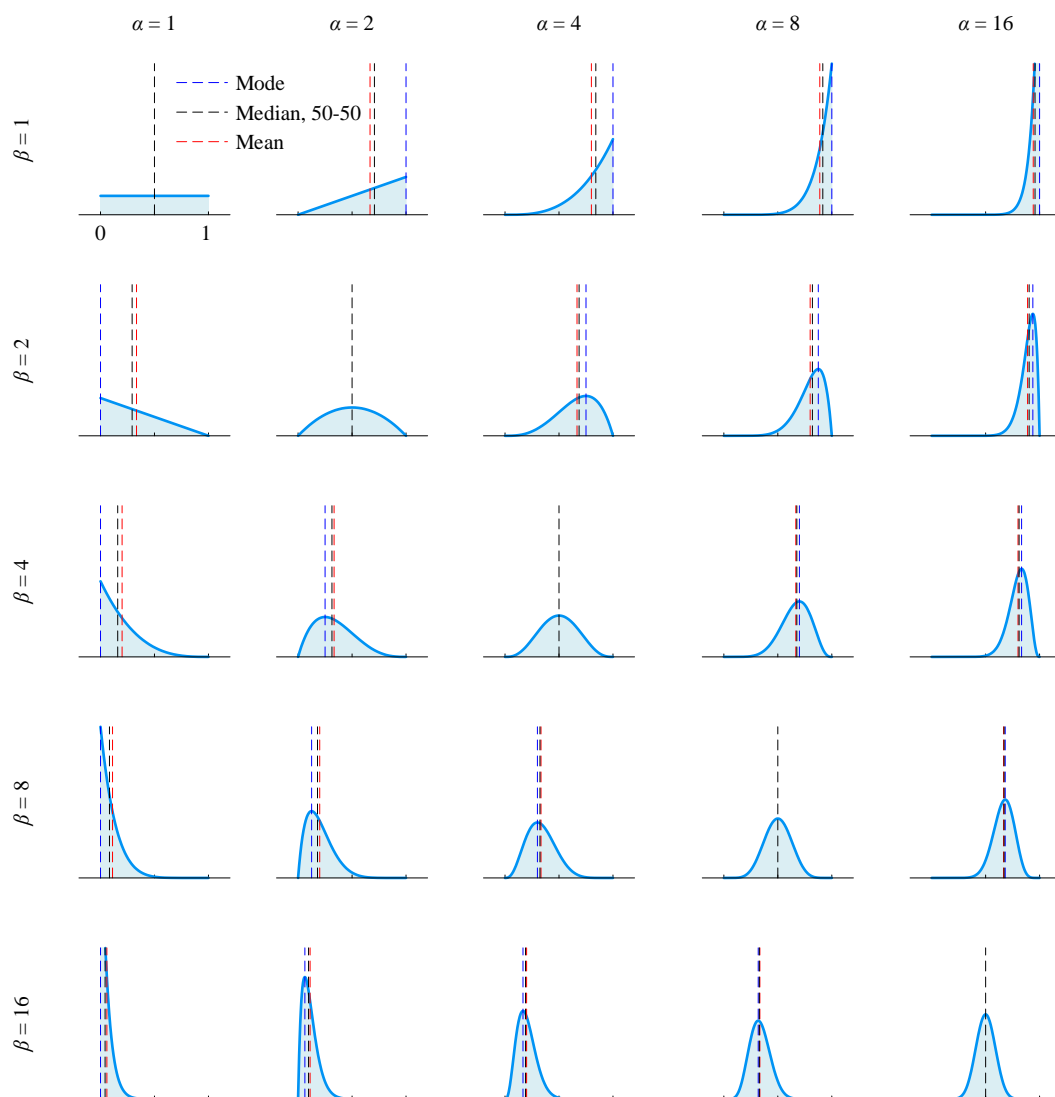 α = 1
α = 2
α = 4
α = 8
α = 16
β = 1
Mode
Median, 50-50
Mean
0
1
β = 2
β = 4
β = 8
β = 16